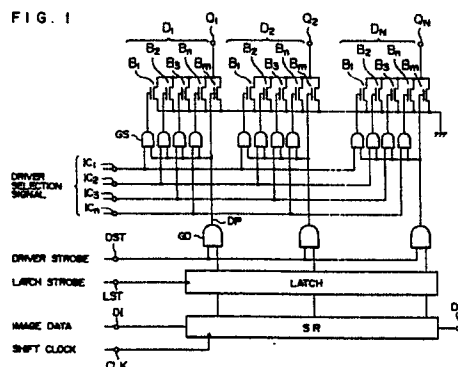 FIG. 1
D1 Q1 D2 Q2 DN QN
B1 B2 B3 Bn Bm B1 B2 B3 Bn Bm B1 B2 B3 Bn Bm
GS
DRIVER SELECTION SIGNAL
IC1
IC2
IC3
ICn
DP
DST GD
DRIVER STROBE
LATCH STROBE LATCH
LST
IMAGE DATA DI SR
SHIFT CLOCK
CLK